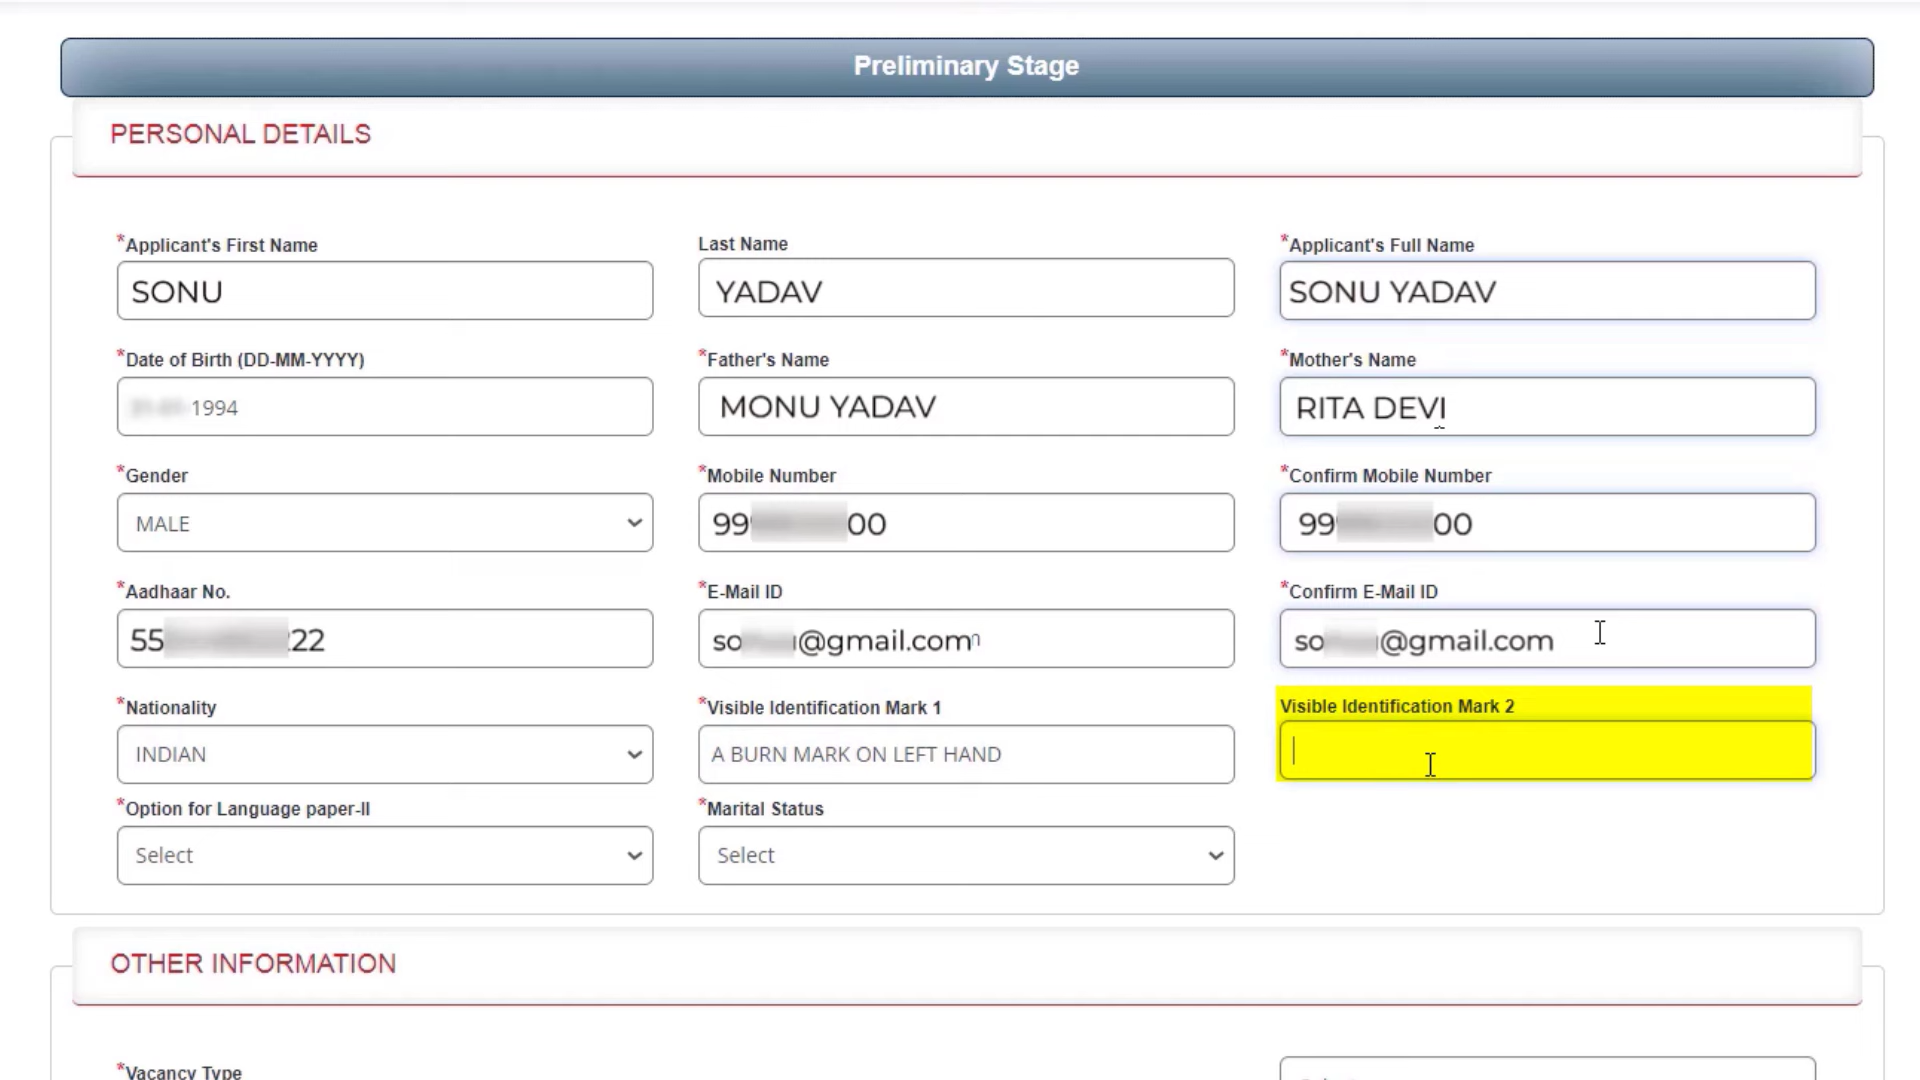 Preliminary Stage
PERSONAL DETAILS
*Applicant's First Name
SONU
Last Name
YADAV
*Applicant's Full Name
SONU YADAV
*Date of Birth (DD-MM-YYYY)
1994
*Father's Name
MONU YADAV
*Mother's Name
RITA DEVI
*Gender
MALE
*Mobile Number
99 00
*Confirm Mobile Number
99 00
*Aadhaar No.
55 22
*E-Mail ID
so @gmail.com
*Confirm E-Mail ID
so @gmail.com
*Nationality
INDIAN
*Visible Identification Mark 1
A BURN MARK ON LEFT HAND
Visible Identification Mark 2
*Option for Language paper-II
Select
*Marital Status
Select
OTHER INFORMATION
*Vacancy Type